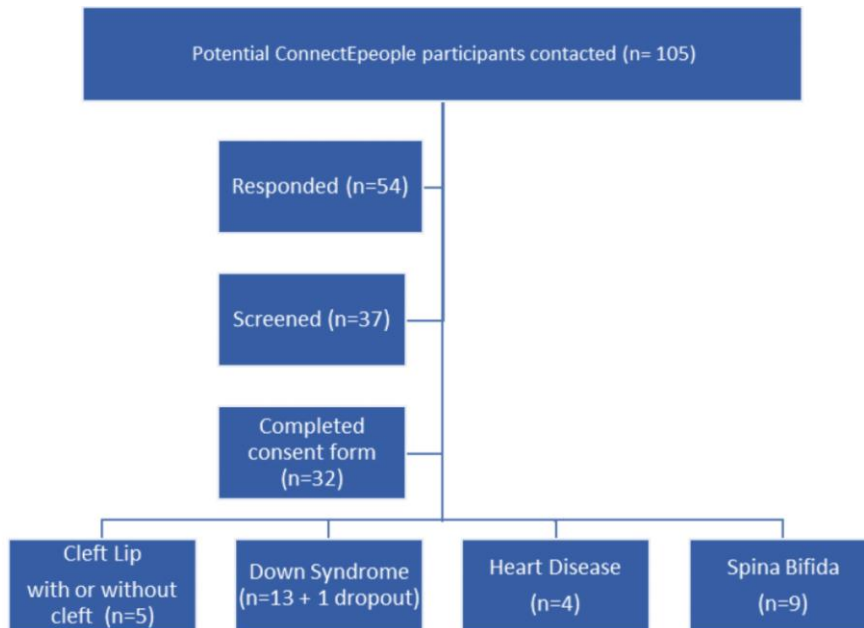 Potential ConnectEpeople participants contacted (n= 105)
Responded (n=54)
Screened (n=37)
Completed
consent form
(n=32)
Cleft Lip
with or without
cleft (n=5)
Down Syndrome
(n=13 + 1 dropout)
Heart Disease
(n=4)
Spina Bifida
(n=9)